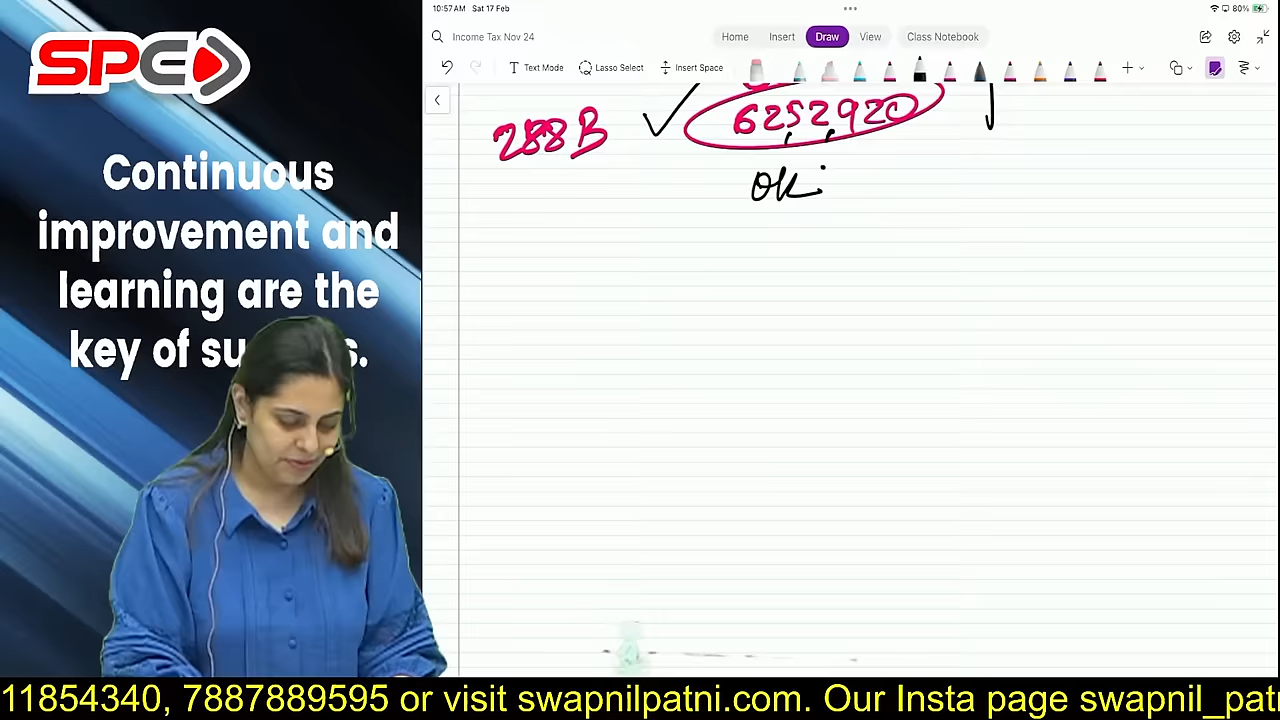 10:57 AM Sat 17 Feb
80%
Income Tax Nov 24
Home Insert Draw View Class Notebook
Text Mode Lasso Select Insert Space
SPC
Continuous
improvement and
learning are the
key of su s.
288B 6252920
OK
11854340, 7887889595 or visit swapnilpatni.com. Our Insta page swapnil_pat